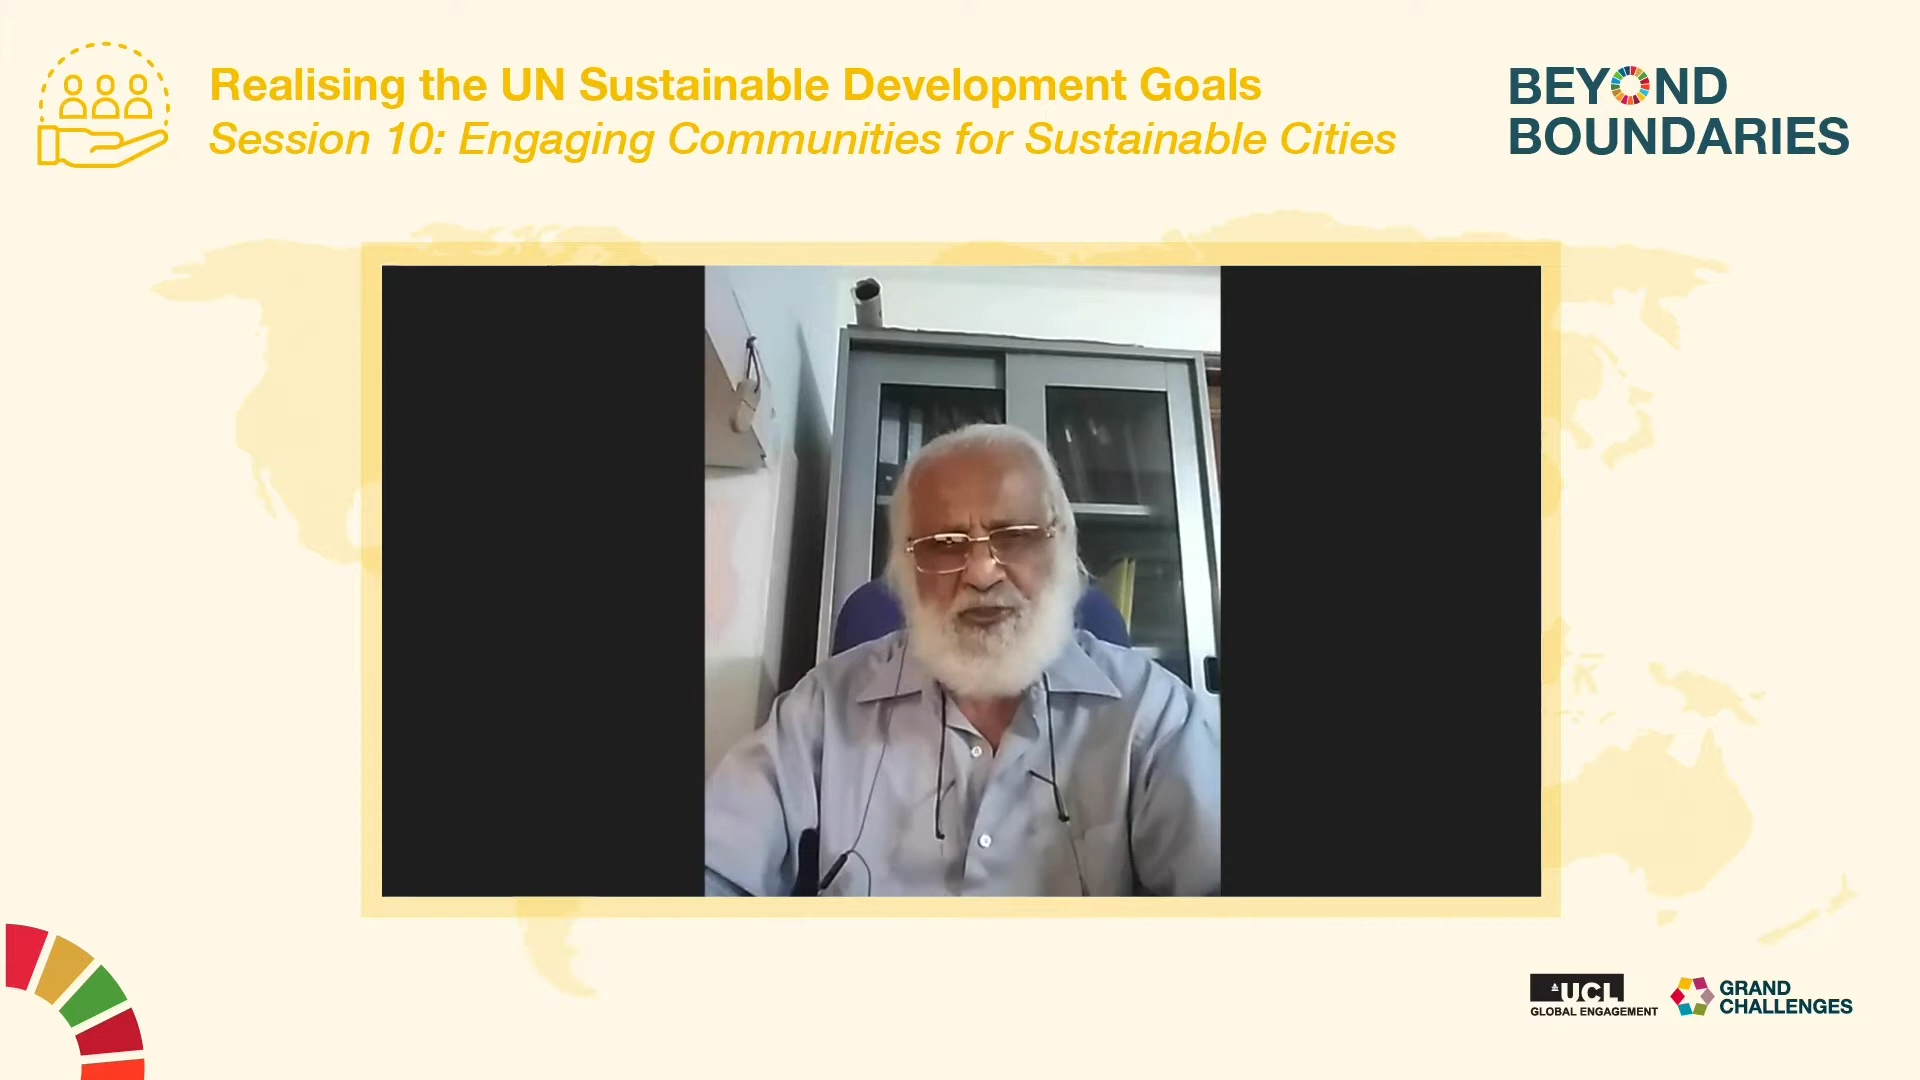 Realising the UN Sustainable Development Goals
Session 10: Engaging Communities for Sustainable Cities
BEYOND
BOUNDARIES
UCL
GLOBAL ENGAGEMENT
GRAND
CHALLENGES